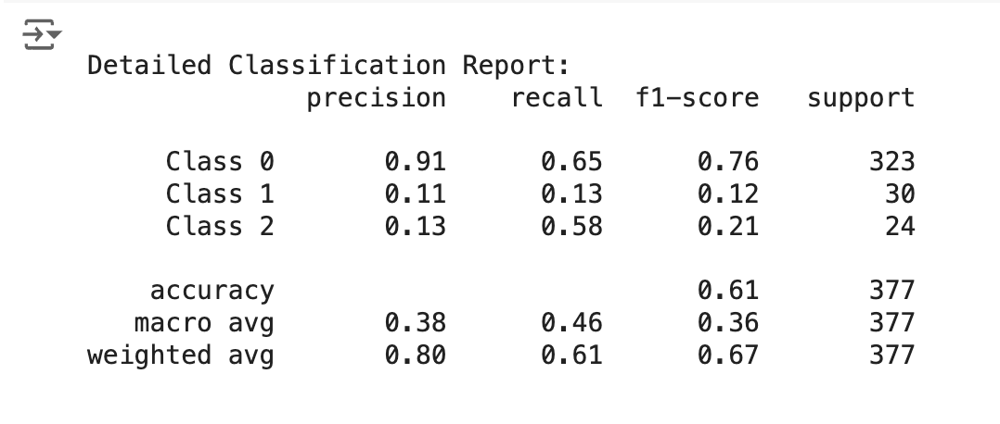 Detailed Classification Report:
precision recall f1-score support
Class 0 0.91 0.65 0.76 323
Class 1 0.11 0.13 0.12 30
Class 2 0.13 0.58 0.21 24
accuracy 0.61 377
macro avg 0.38 0.46 0.36 377
weighted avg 0.80 0.61 0.67 377